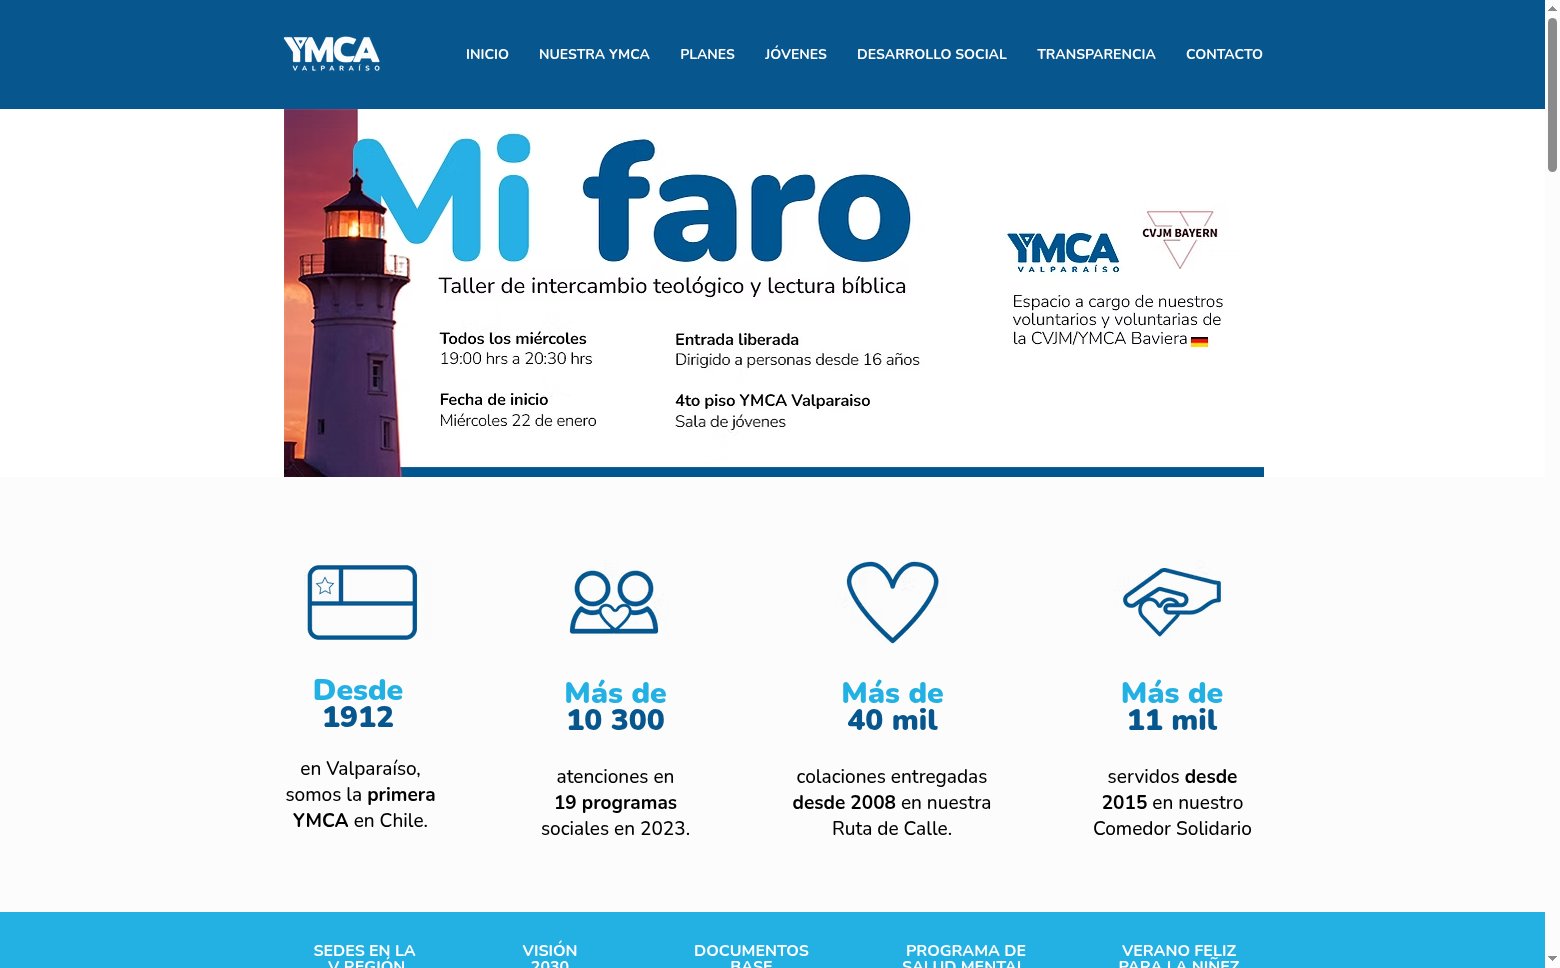 YMCA
VALPARAÍSO
INICIO
NUESTRA YMCA
PLANES
JÓVENES
DESARROLLO SOCIAL
TRANSPARENCIA
CONTACTO
Mi faro
Taller de intercambio teológico y lectura bíblica
Todos los miércoles
19:00 hrs a 20:30 hrs
Fecha de inicio
Miércoles 22 de enero
Entrada liberada
Dirigido a personas desde 16 años
4to piso YMCA Valparaiso
Sala de jóvenes
YMCA
VALPARAÍSO
CVJM BAYERN
Espacio a cargo de nuestros
voluntarios y voluntarias de
la CVJM/YMCA Baviera
Desde
1912
en Valparaíso,
somos la primera
YMCA en Chile.
Más de
10 300
atenciones en
19 programas
sociales en 2023.
Más de
40 mil
colaciones entregadas
desde 2008 en nuestra
Ruta de Calle.
Más de
11 mil
servidos desde
2015 en nuestro
Comedor Solidario
SEDES EN LA
V REGIÓN
VISIÓN
2030
DOCUMENTOS
BASE
PROGRAMA DE
SALUD MENTAL
VERANO FELIZ
PARA LA NIÑEZ